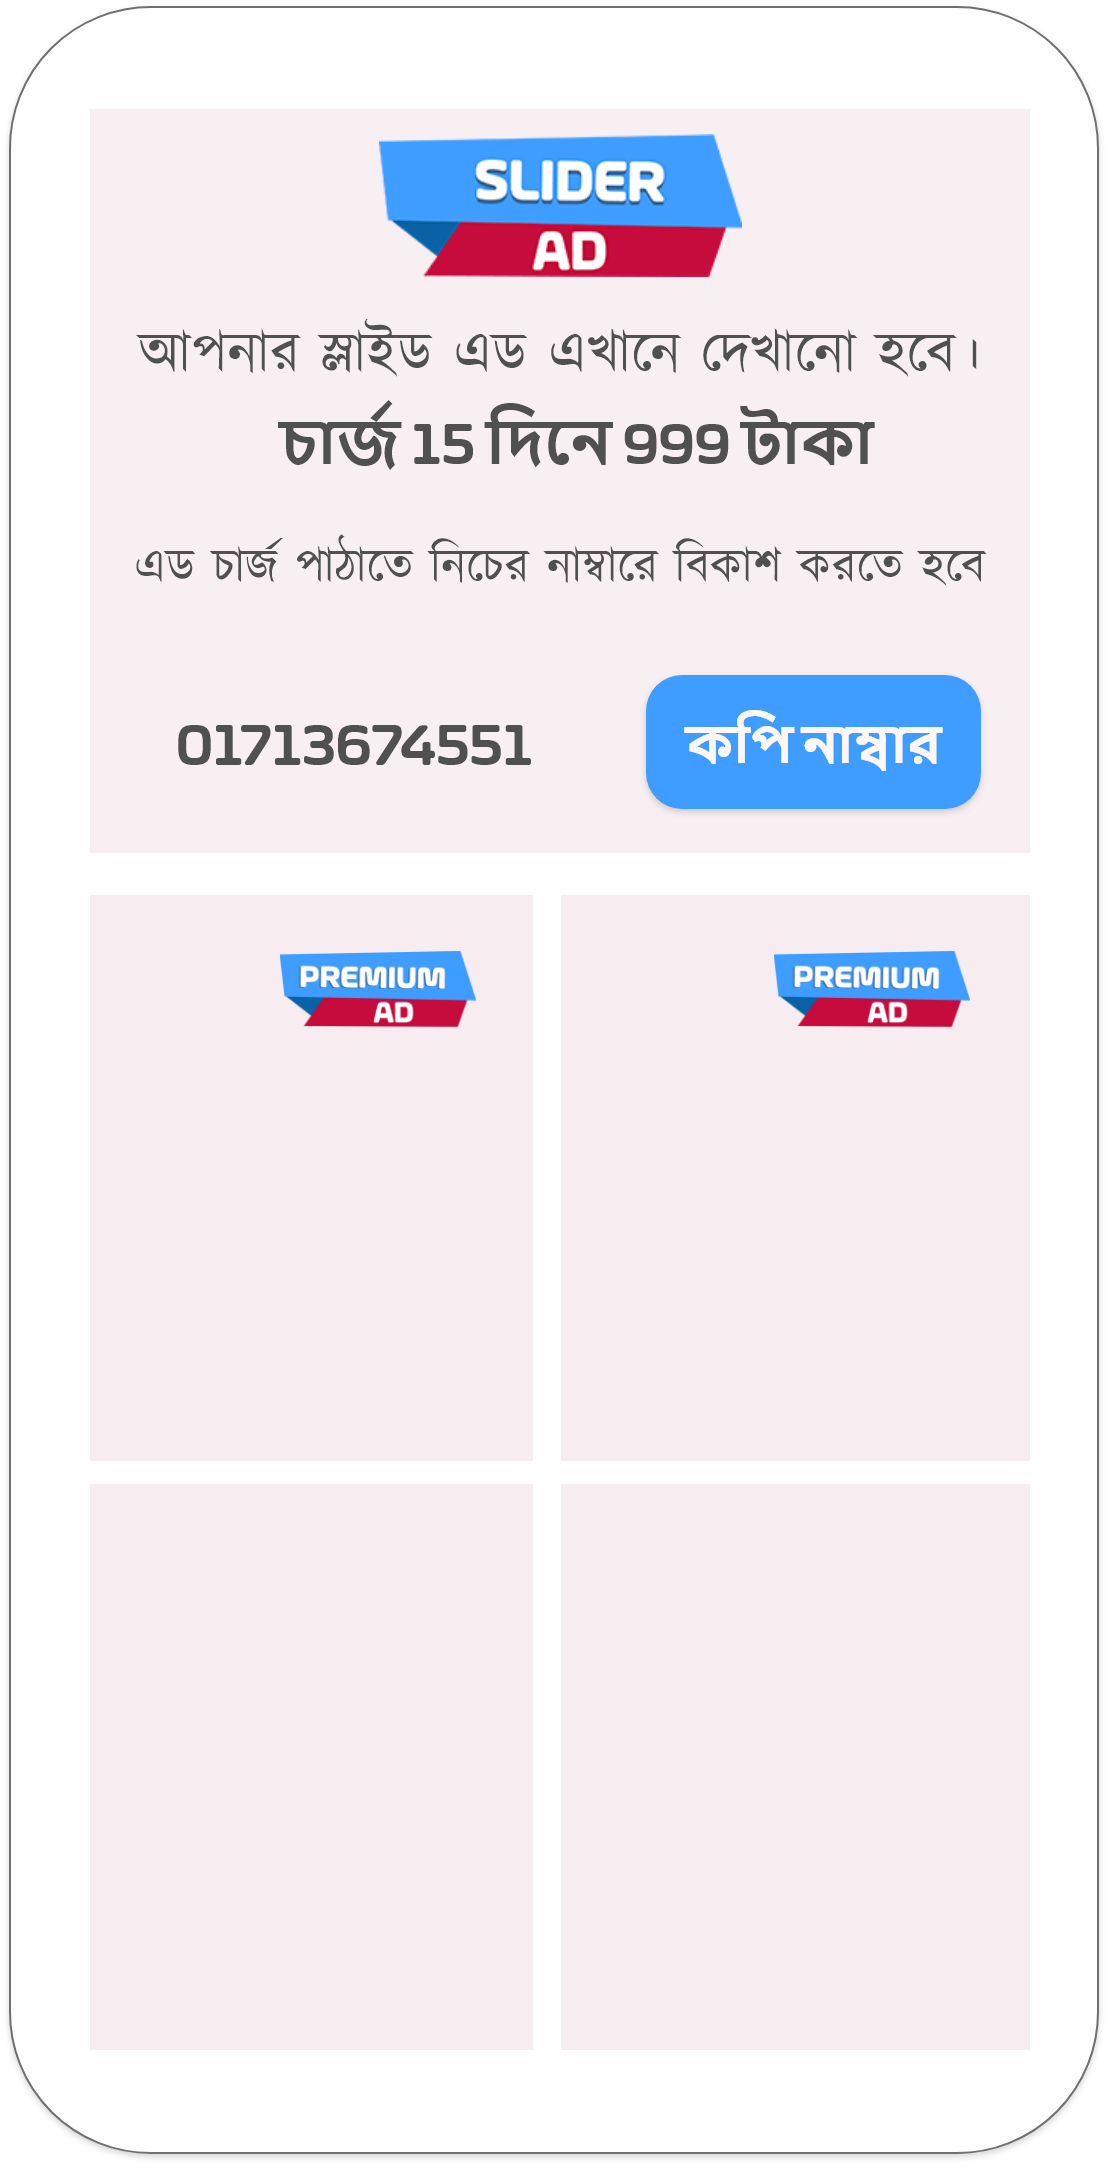 SLIDER
AD
আপনার স্লাইড এড এখানে দেখানো হবে।
চার্জ 15 দিনে 999 টাকা
এড চার্জ পাঠাতে নিচের নাম্বারে বিকাশ করতে হবে
01713674551
কপি নাম্বার
PREMIUM
AD
PREMIUM
AD